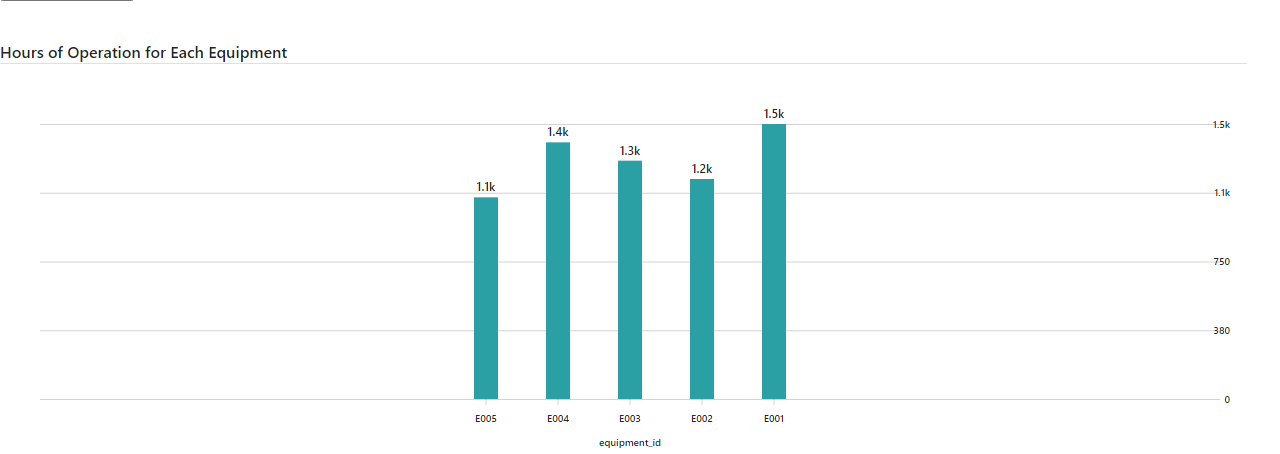 Hours of Operation for Each Equipment
1.5k
1.4k
1.3k
1.2k
1.1k
1.5k
1.1k
750
380
0
E005 E004 E003 E002 E001
equipment_id